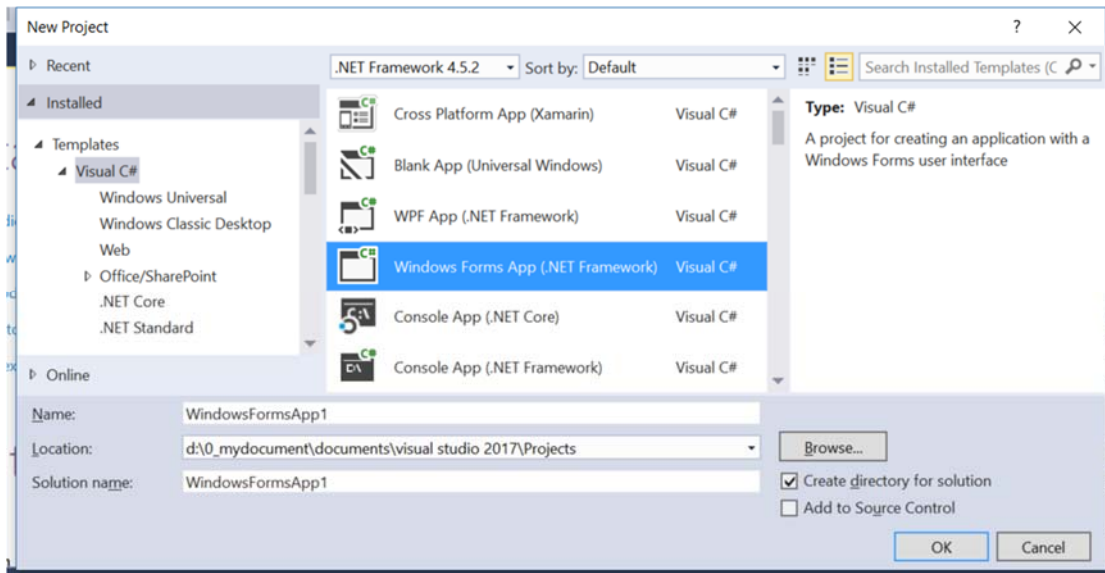 New Project
?
Recent
.NET Framework 4.5.2
Sort by:
Default
Search Installed Templates (C
Installed
Templates
Visual C#
Windows Universal
Windows Classic Desktop
Web
Office/SharePoint
.NET Core
.NET Standard
Online
Cross Platform App (Xamarin) Visual C#
Blank App (Universal Windows) Visual C#
WPF App (.NET Framework) Visual C#
Windows Forms App (.NET Framework) Visual C#
Console App (.NET Core) Visual C#
Console App (.NET Framework) Visual C#
Type: Visual C#
A project for creating an application with a
Windows Forms user interface
Name: WindowsFormsApp1
Location: d:\0_mydocument\documents\visual studio 2017\Projects
Browse...
Solution name: WindowsFormsApp1
Create directory for solution
Add to Source Control
OK
Cancel